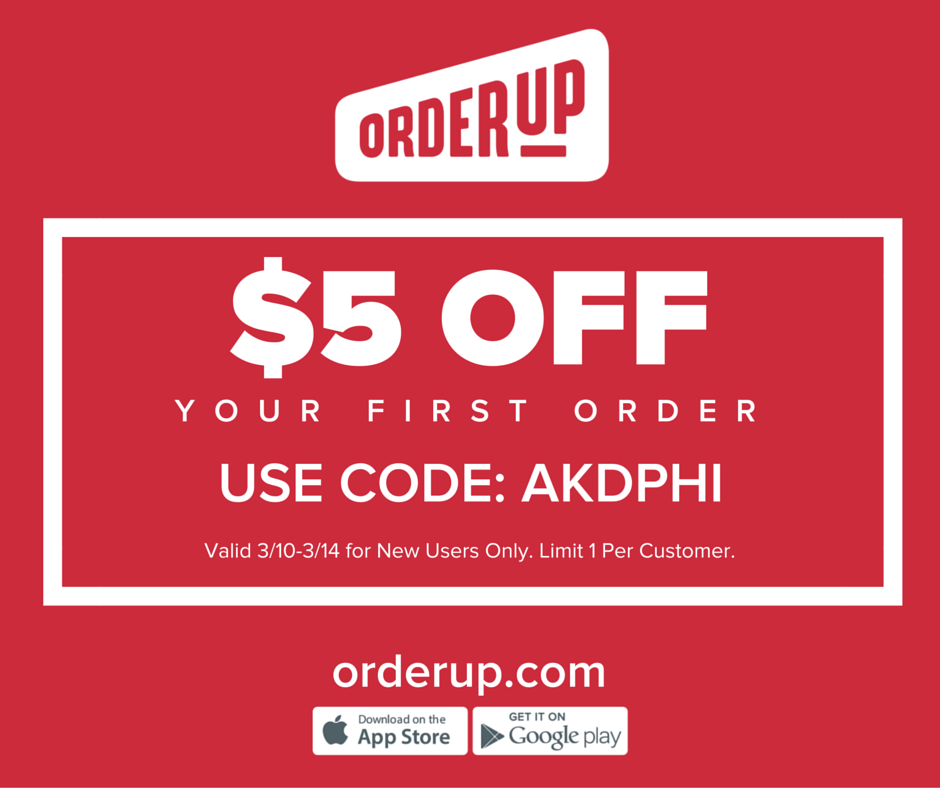 ORDERUP
$5 OFF
YOUR FIRST ORDER
USE CODE: AKDPHI
Valid 3/10-3/14 for New Users Only. Limit 1 Per Customer.
orderup.com
Download on the
App Store
GET IT ON
Google play